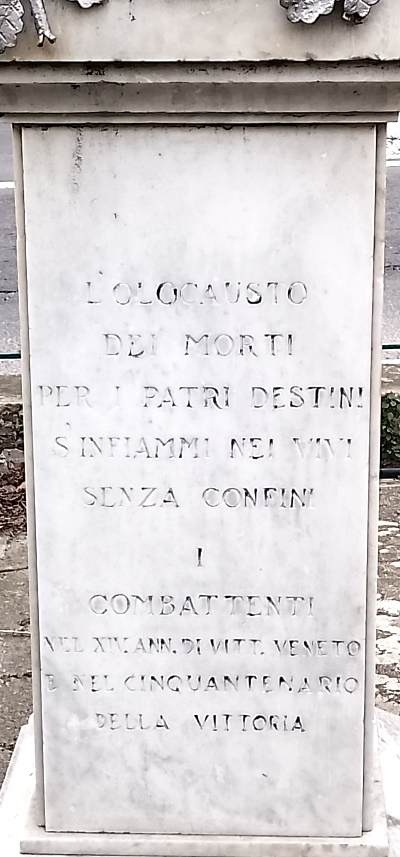 L'OLOCAUSTO
DEI MORTI
PER I PATRI DESTINI
S'INFIAMMI NEI VIVI
SENZA CONFINI
I
COMBATTENTI
NEL XIV. ANN. DI VITT. VENETO
E NEL CINQUANTENARIO
DELLA VITTORIA